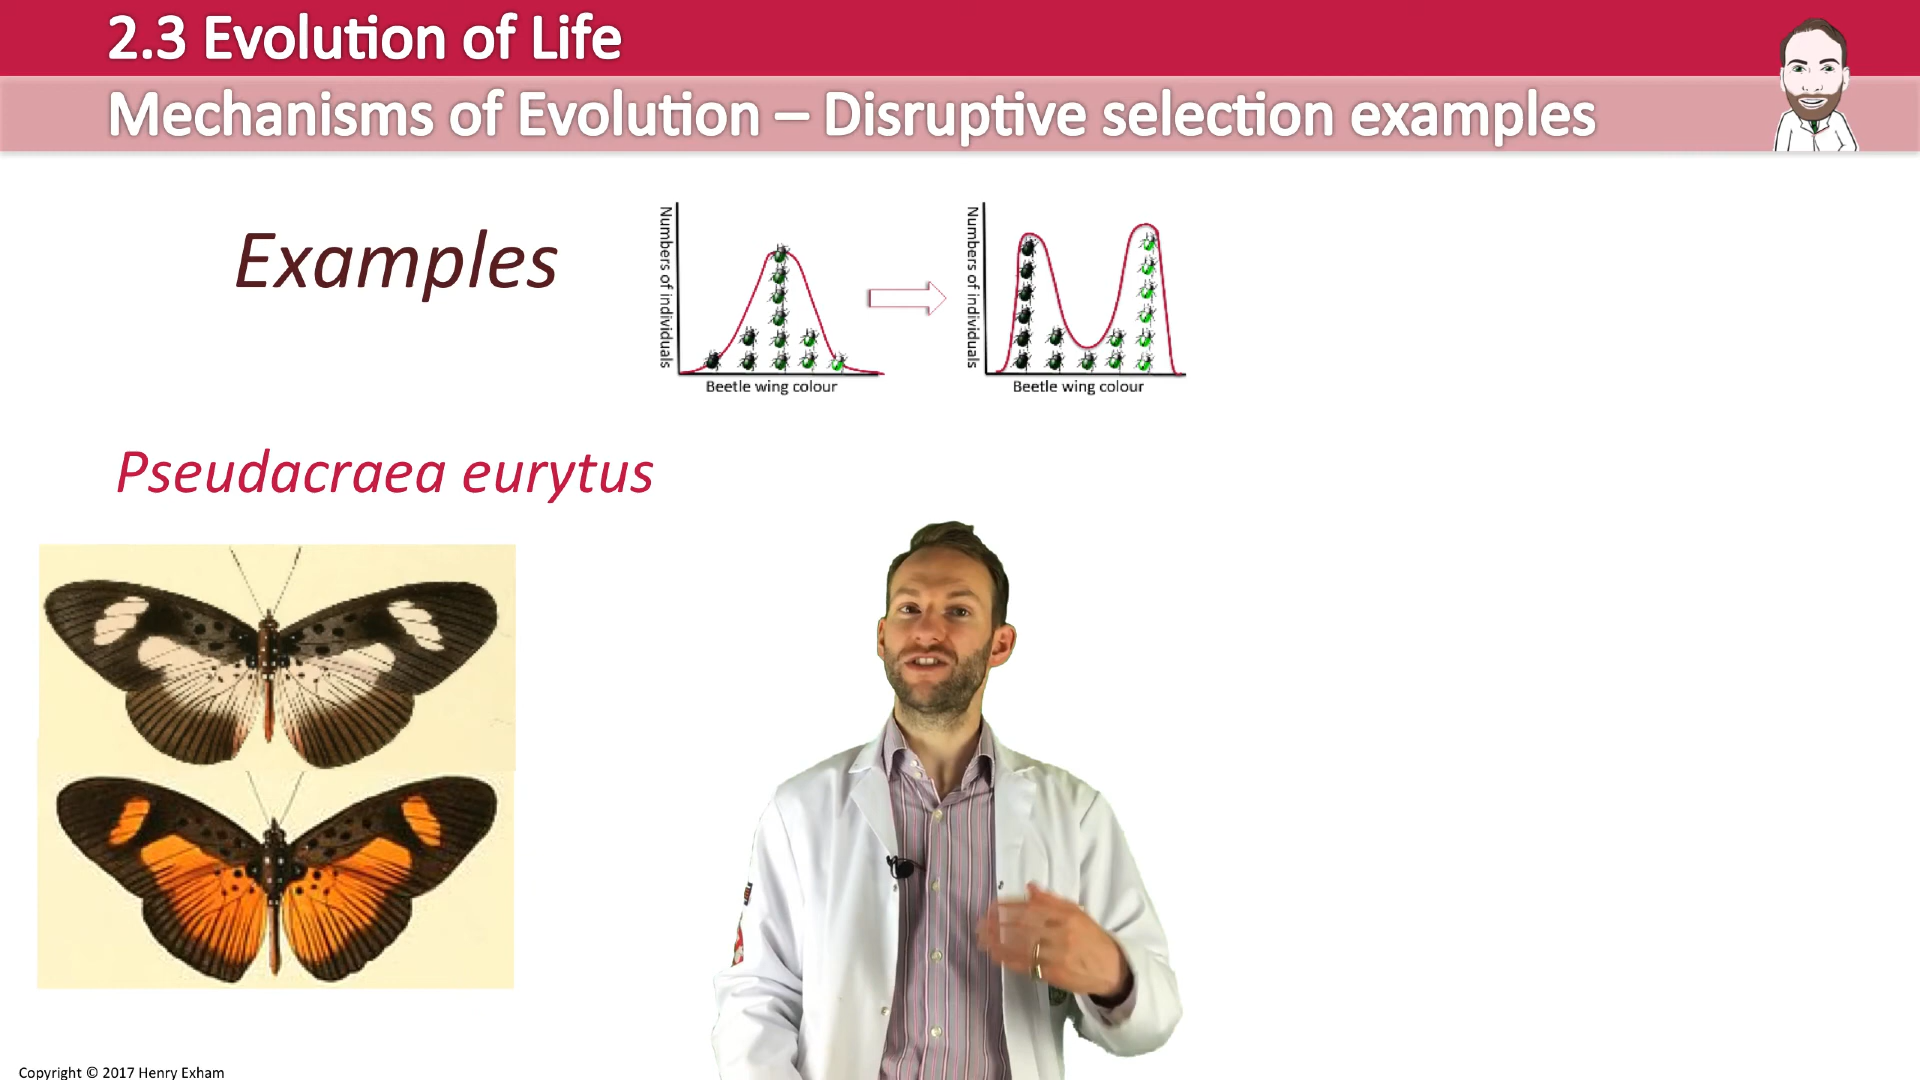 2.3 Evolution of Life
Mechanisms of Evolution – Disruptive selection examples
Examples
Numbers of individuals
Beetle wing colour
Numbers of individuals
Beetle wing colour
Pseudacraea eurytus
Copyright © 2017 Henry Exham